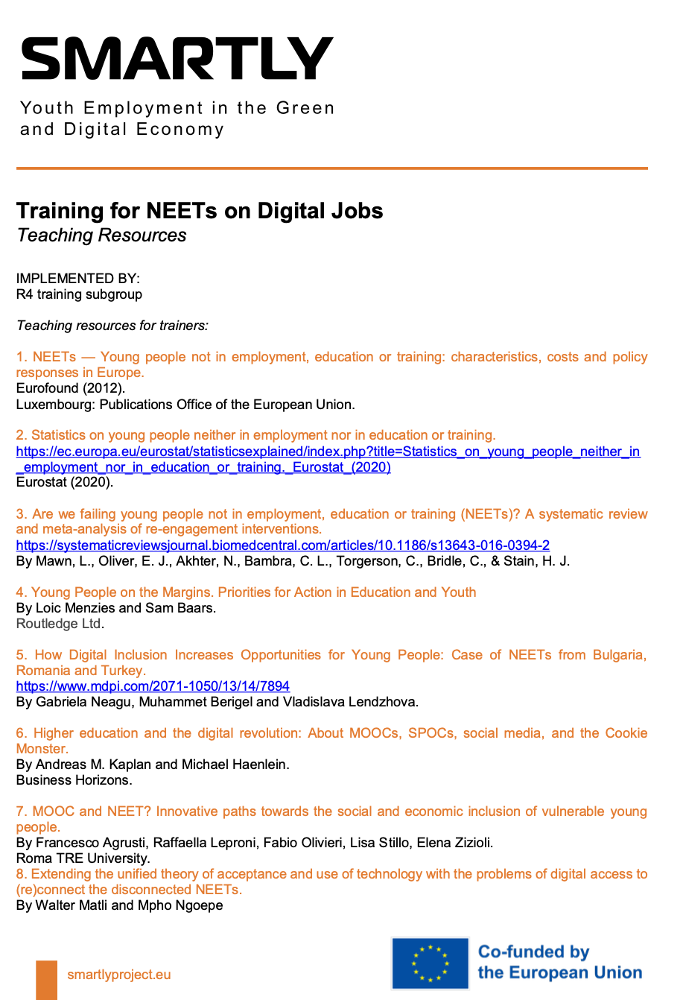 SMARTLY
Youth Employment in the Green
and Digital Economy
Training for NEETs on Digital Jobs
Teaching Resources
IMPLEMENTED BY:
R4 training subgroup
Teaching resources for trainers:
1. NEETs — Young people not in employment, education or training: characteristics, costs and policy
responses in Europe.
Eurofound (2012).
Luxembourg: Publications Office of the European Union.
2. Statistics on young people neither in employment nor in education or training.
https://ec.europa.eu/eurostat/statisticsexplained/index.php?title=Statistics_on_young_people_neither_in
_employment_nor_in_education_or_training._Eurostat_(2020)
Eurostat (2020).
3. Are we failing young people not in employment, education or training (NEETs)? A systematic review
and meta-analysis of re-engagement interventions.
https://systematicreviewsjournal.biomedcentral.com/articles/10.1186/s13643-016-0394-2
By Mawn, L., Oliver, E. J., Akhter, N., Bambra, C. L., Torgerson, C., Bridle, C., & Stain, H. J.
4. Young People on the Margins. Priorities for Action in Education and Youth
By Loic Menzies and Sam Baars.
Routledge Ltd.
5. How Digital Inclusion Increases Opportunities for Young People: Case of NEETs from Bulgaria,
Romania and Turkey.
https://www.mdpi.com/2071-1050/13/14/7894
By Gabriela Neagu, Muhammet Berigel and Vladislava Lendzhova.
6. Higher education and the digital revolution: About MOOCs, SPOCs, social media, and the Cookie
Monster.
By Andreas M. Kaplan and Michael Haenlein.
Business Horizons.
7. MOOC and NEET? Innovative paths towards the social and economic inclusion of vulnerable young
people.
By Francesco Agrusti, Raffaella Leproni, Fabio Olivieri, Lisa Stillo, Elena Zizioli.
Roma TRE University.
8. Extending the unified theory of acceptance and use of technology with the problems of digital access to
(re)connect the disconnected NEETs.
By Walter Matli and Mpho Ngoepe
smartlyproject.eu
Co-funded by
the European Union